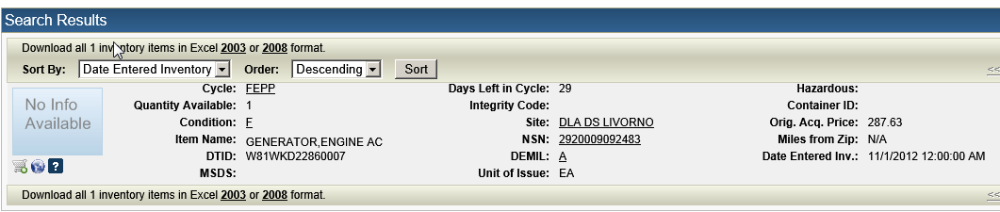 Search Results
Download all 1 inventory items in Excel 2003 or 2008 format.
Sort By: Date Entered Inventory Order: Descending Sort <<
No Info
Available
Cycle: FEPP Days Left in Cycle: 29 Hazardous:
Quantity Available: 1 Integrity Code: Container ID:
Condition: F Site: DLA DS LIVORNO Orig. Acq. Price: 287.63
Item Name: GENERATOR,ENGINE AC NSN: 2920009092483 Miles from Zip: N/A
DTID: W81WKD22860007 DEMIL: A Date Entered Inv.: 11/1/2012 12:00:00 AM
MSDS: Unit of Issue: EA
Download all 1 inventory items in Excel 2003 or 2008 format. <<